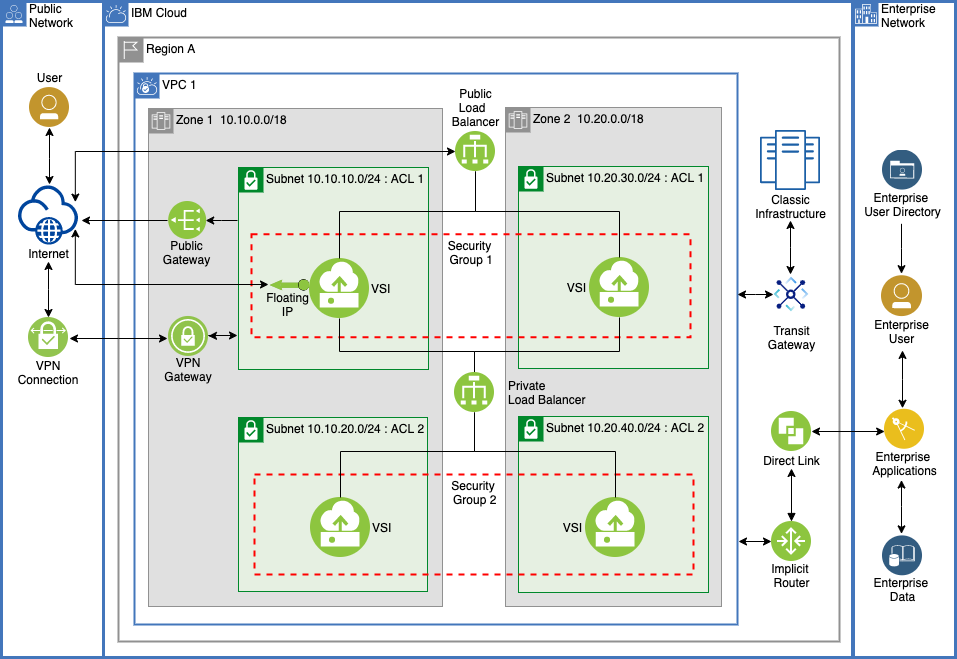 Public
Network
IBM Cloud
Enterprise
Network
Region A
User
VPC 1
Public
Load
Balancer
Zone 1 10.10.0.0/18
Zone 2 10.20.0.0/18
Subnet 10.10.10.0/24 : ACL 1
Subnet 10.20.30.0/24 : ACL 1
Classic
Infrastructure
Enterprise
User Directory
Internet
Public
Gateway
Security
Group 1
VSI
VSI
Floating
IP
Transit
Gateway
Enterprise
User
VPN
Connection
VPN
Gateway
Private
Load Balancer
Subnet 10.10.20.0/24 : ACL 2
Subnet 10.20.40.0/24 : ACL 2
Direct Link
Enterprise
Applications
Security
Group 2
VSI
VSI
Implicit
Router
Enterprise
Data